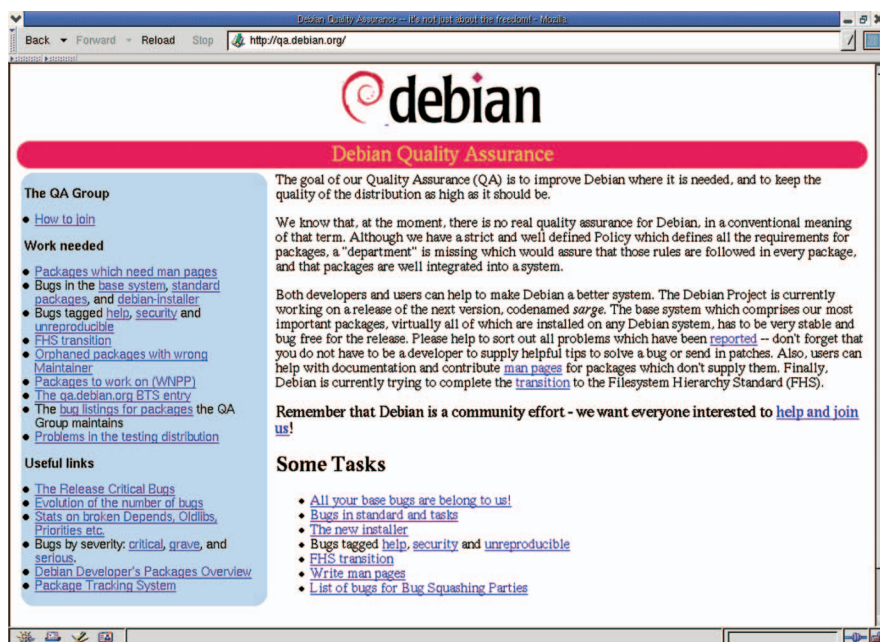 Debian Quality Assurance -- it's not just about the freedom! - Mozilla
Back Forward Reload Stop http://qa.debian.org/
debian
Debian Quality Assurance
The QA Group
How to join
Work needed
Packages which need man pages
Bugs in the base system, standard
packages, and debian-installer
Bugs tagged help, security and
unreproducible
FHS transition
Orphaned packages with wrong
Maintainer
Packages to work on (WNPP)
The qa.debian.org BTS entry
The bug listings for packages the QA
Group maintains
Problems in the testing distribution
Useful links
The Release Critical Bugs
Evolution of the number of bugs
Stats on broken Depends, Oldlibs,
Priorities etc.
Bugs by severity: critical, grave, and
serious.
Debian Developer's Packages Overview
Package Tracking System
The goal of our Quality Assurance (QA) is to improve Debian where it is needed, and to keep the
quality of the distribution as high as it should be.
We know that, at the moment, there is no real quality assurance for Debian, in a conventional meaning
of that term. Although we have a strict and well defined Policy which defines all the requirements for
packages, a "department" is missing which would assure that those rules are followed in every package,
and that packages are well integrated into a system.
Both developers and users can help to make Debian a better system. The Debian Project is currently
working on a release of the next version, codenamed sarge. The base system which comprises our most
important packages, virtually all of which are installed on any Debian system, has to be very stable and
bug free for the release. Please help to sort out all problems which have been reported -- don't forget that
you do not have to be a developer to supply helpful tips to solve a bug or send in patches. Also, users can
help with documentation and contribute man pages for packages which don't supply them. Finally,
Debian is currently trying to complete the transition to the Filesystem Hierarchy Standard (FHS).
Remember that Debian is a community effort - we want everyone interested to help and join
us!
Some Tasks
All your base bugs are belong to us!
Bugs in standard and tasks
The new installer
Bugs tagged help, security and unreproducible
FHS transition
Write man pages
List of bugs for Bug Squashing Parties